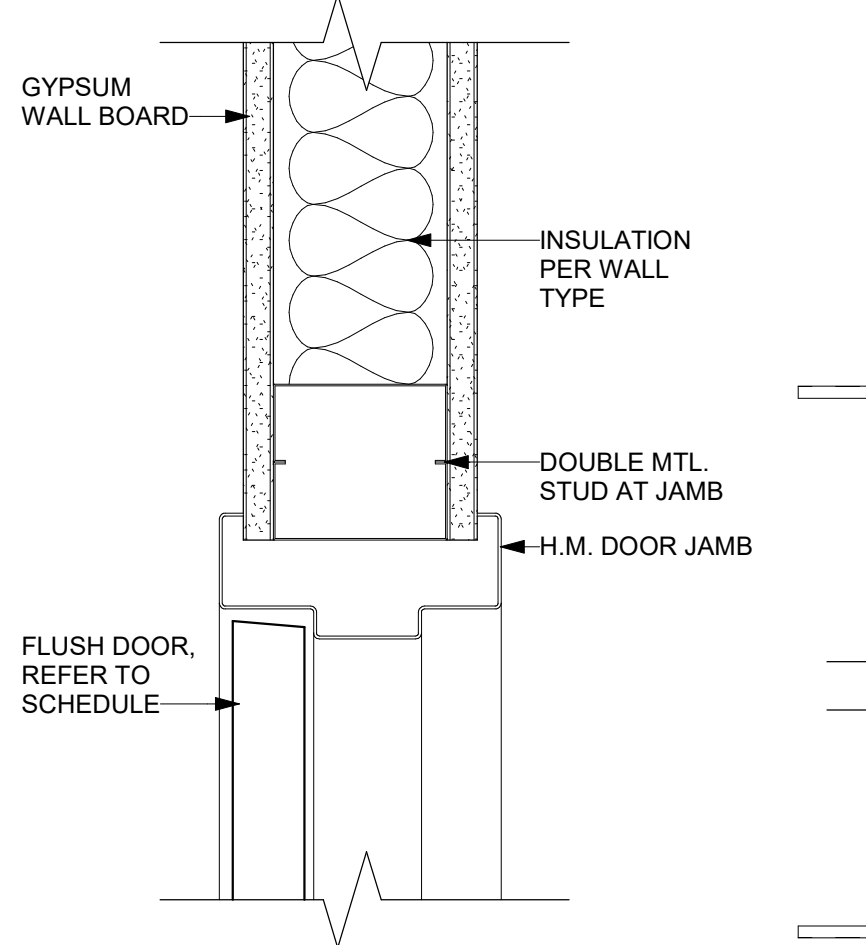 GYPSUM
WALL BOARD
INSULATION
PER WALL
TYPE
DOUBLE MTL.
STUD AT JAMB
H.M. DOOR JAMB
FLUSH DOOR,
REFER TO
SCHEDULE